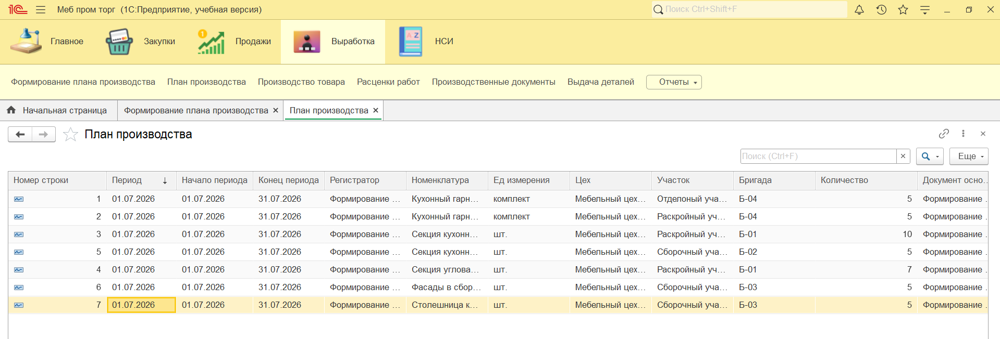 1С Меб пром торг (1С:Предприятие, учебная версия) Поиск Ctrl+Shift+F
Главное Закупки 1 Продажи Выработка A Z НСИ
Формирование плана производства План производства Производство товара Расценки работ Производственные документы Выдача деталей Отчеты
Начальная страница Формирование плана производства План производства
План производства
Поиск (Ctrl+F) Еще
Номер строки Период Начало периода Конец периода Регистратор Номенклатура Ед измерения Цех Участок Бригада Количество Документ осно...
1 01.07.2026 01.07.2026 31.07.2026 Формирование ... Кухонный гарн... комплект Мебельный цех... Отделоный уча... Б-04 5 Формирование .
2 01.07.2026 01.07.2026 31.07.2026 Формирование ... Кухонный гарн... комплект Мебельный цех... Раскройный уч... Б-04 5 Формирование .
3 01.07.2026 01.07.2026 31.07.2026 Формирование ... Секция кухонн... шт. Мебельный цех... Раскройный уч... Б-01 10 Формирование .
5 01.07.2026 01.07.2026 31.07.2026 Формирование ... Секция кухонн... шт. Мебельный цех... Сборочный уча... Б-02 5 Формирование .
4 01.07.2026 01.07.2026 31.07.2026 Формирование ... Секция углова... шт. Мебельный цех... Раскройный уч... Б-01 7 Формирование .
6 01.07.2026 01.07.2026 31.07.2026 Формирование ... Фасады в сбор... шт. Мебельный цех... Сборочный уча... Б-03 5 Формирование .
7 01.07.2026 01.07.2026 31.07.2026 Формирование ... Столешница к... шт. Мебельный цех... Сборочный уча... Б-03 5 Формирование .